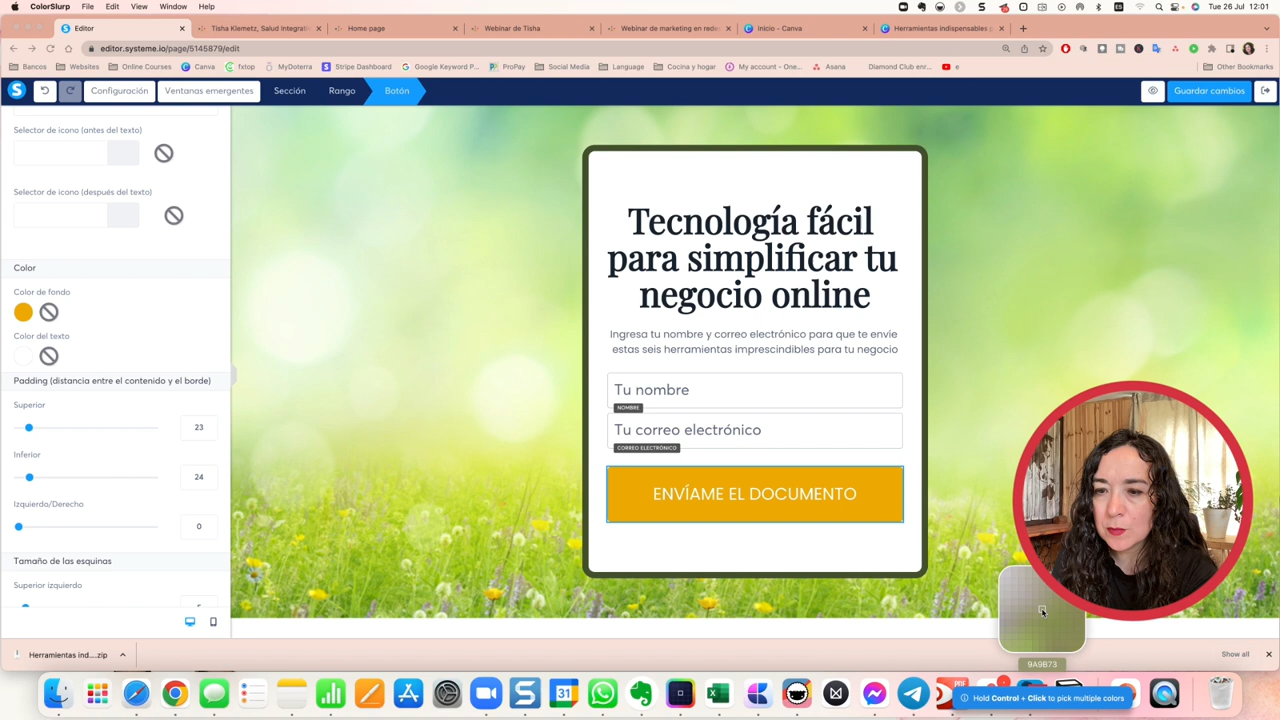 ColorSlurp File Edit View Window Help
ES Tue 26 Jul 12:01
Editor
Tisha Klemetz, Salud Integrati
Home page
Webinar de Tisha
Webinar de marketing en rede
Inicio – Canva
Herramientas indispensables p
editor.systeme.io/page/5145879/edit
Bancos Websites Online Courses Canva fxtop MyDoterra Stripe Dashboard Google Keyword P... ProPay Social Media Language Cocina y hogar My account - One... Asana Diamond Club enr... e Other Bookmarks
Configuración Ventanas emergentes Sección Rango Botón Guardar cambios
Selector de icono (antes del texto)
Selector de icono (después del texto)
Color
Color de fondo
Color del texto
Padding (distancia entre el contenido y el borde)
Superior
23
Inferior
24
Izquierdo/Derecho
0
Tamaño de las esquinas
Superior izquierdo
Tecnología fácil
para simplificar tu
negocio online
Ingresa tu nombre y correo electrónico para que te envíe
estas seis herramientas imprescindibles para tu negocio
Tu nombre
NOMBRE
Tu correo electrónico
CORREO ELECTRÓNICO
ENVÍAME EL DOCUMENTO
9A9B73
Herramientas ind....zip
Show all
Hold Control + Click to pick multiple colors